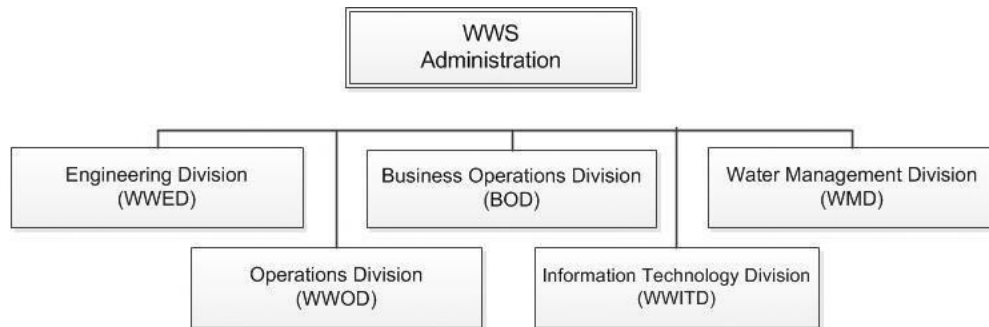 WWS
Administration
Engineering Division
(WWED)
Business Operations Division
(BOD)
Water Management Division
(WMD)
Operations Division
(WWOD)
Information Technology Division
(WWITD)